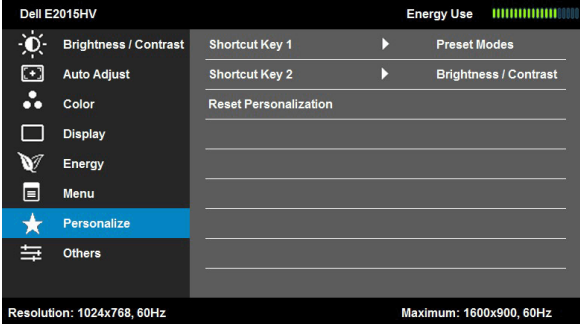 Dell E2015HV Energy Use
Brightness / Contrast Shortcut Key 1 Preset Modes
Auto Adjust Shortcut Key 2 Brightness / Contrast
Color Reset Personalization
Display
Energy
Menu
Personalize
Others
Resolution: 1024x768, 60Hz Maximum: 1600x900, 60Hz